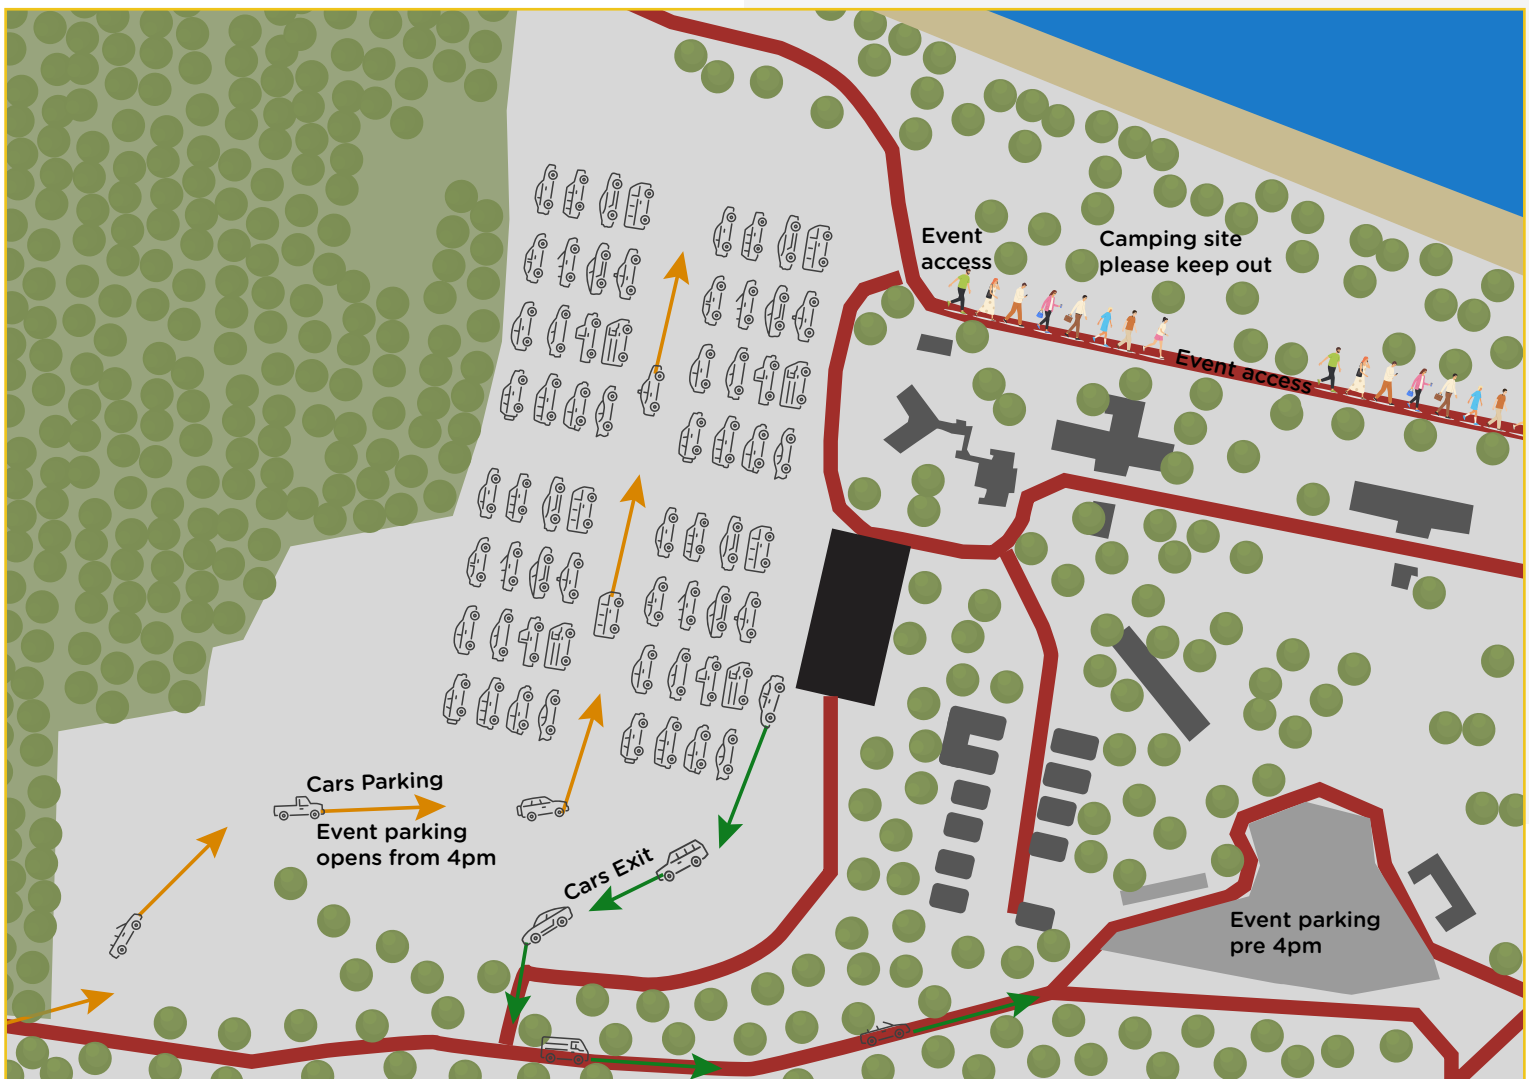 Event
access
Camping site
please keep out
Event access
Cars Parking
Event parking
opens from 4pm
Cars Exit
Event parking
pre 4pm